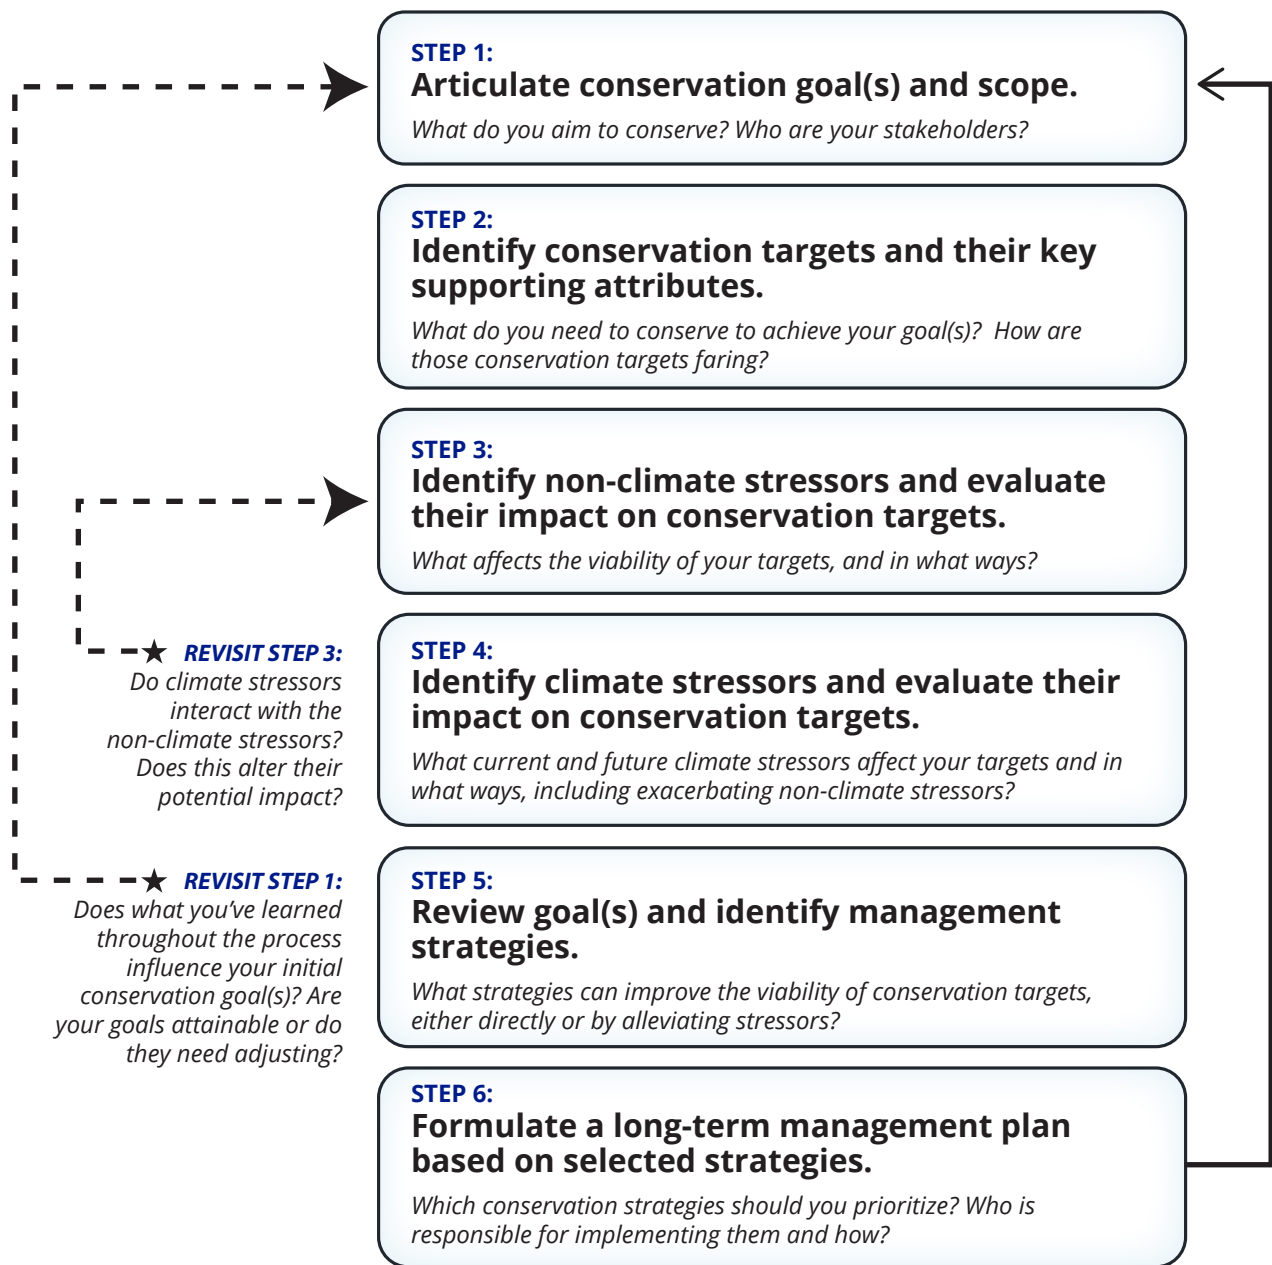 STEP 1:
Articulate conservation goal(s) and scope.
What do you aim to conserve? Who are your stakeholders?
STEP 2:
Identify conservation targets and their key
supporting attributes.
What do you need to conserve to achieve your goal(s)?  How are
those conservation targets faring?
STEP 3:
Identify non-climate stressors and evaluate
their impact on conservation targets.
What affects the viability of your targets, and in what ways?
REVISIT STEP 3:
Do climate stressors
interact with the
non-climate stressors?
Does this alter their
potential impact?
STEP 4:
Identify climate stressors and evaluate their
impact on conservation targets.
What current and future climate stressors affect your targets and in
what ways, including exacerbating non-climate stressors?
REVISIT STEP 1:
Does what you've learned
throughout the process
influence your initial
conservation goal(s)? Are
your goals attainable or do
they need adjusting?
STEP 5:
Review goal(s) and identify management
strategies.
What strategies can improve the viability of conservation targets,
either directly or by alleviating stressors?
STEP 6:
Formulate a long-term management plan
based on selected strategies.
Which conservation strategies should you prioritize? Who is
responsible for implementing them and how?